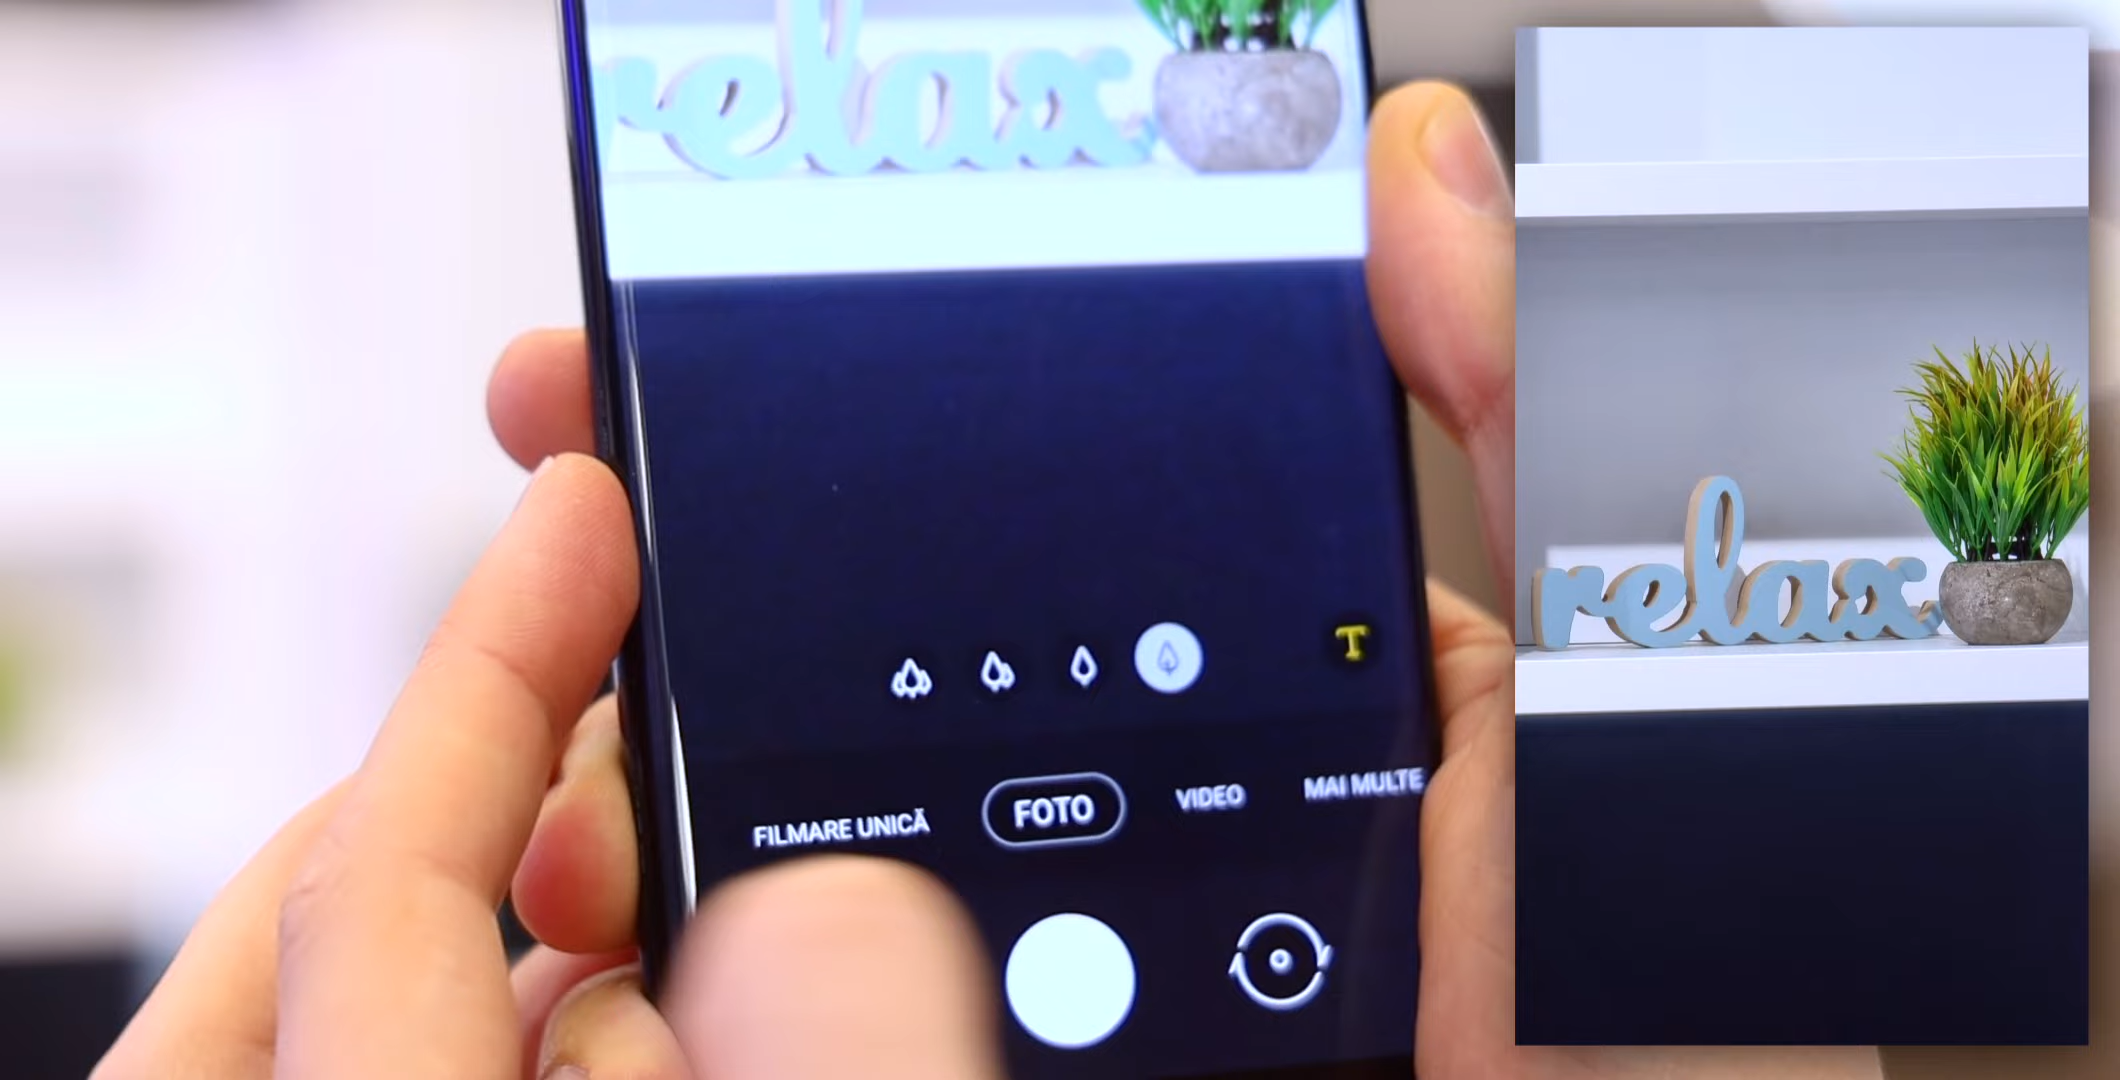 relax
T
FILMARE UNICĂ
FOTO
VIDEO
MAI MULTE
relax